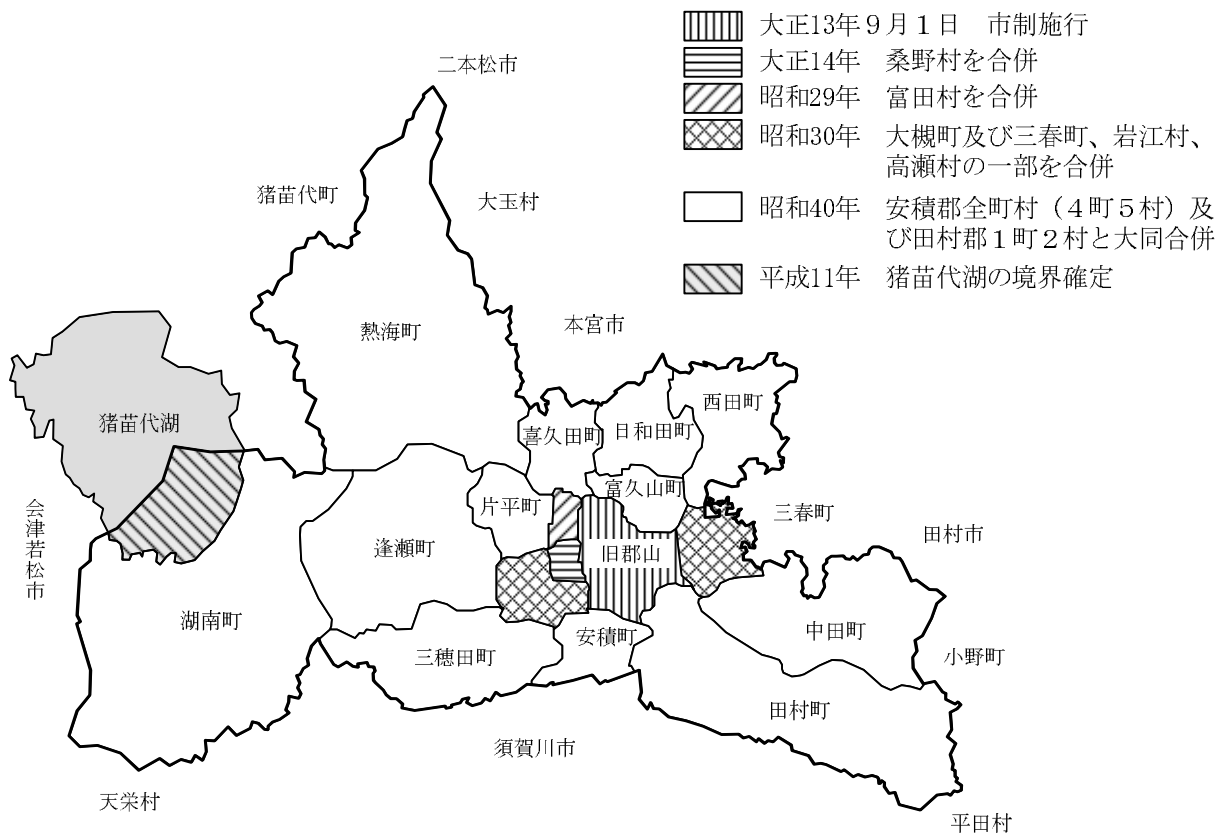 大正13年９月１日　市制施行
大正14年　桑野村を合併
昭和29年　富田村を合併
昭和30年　大槻町及び三春町、岩江村、
高瀬村の一部を合併
昭和40年　安積郡全町村（４町５村）及
び田村郡１町２村と大同合併
平成11年　猪苗代湖の境界確定
二本松市
猪苗代町
大玉村
本宮市
熱海町
猪苗代湖
西田町
喜久田町
日和田町
富久山町
片平町
三春町
会津若松市
田村市
逢瀬町
旧郡山
湖南町
中田町
安積町
三穂田町
小野町
田村町
須賀川市
天栄村
平田村